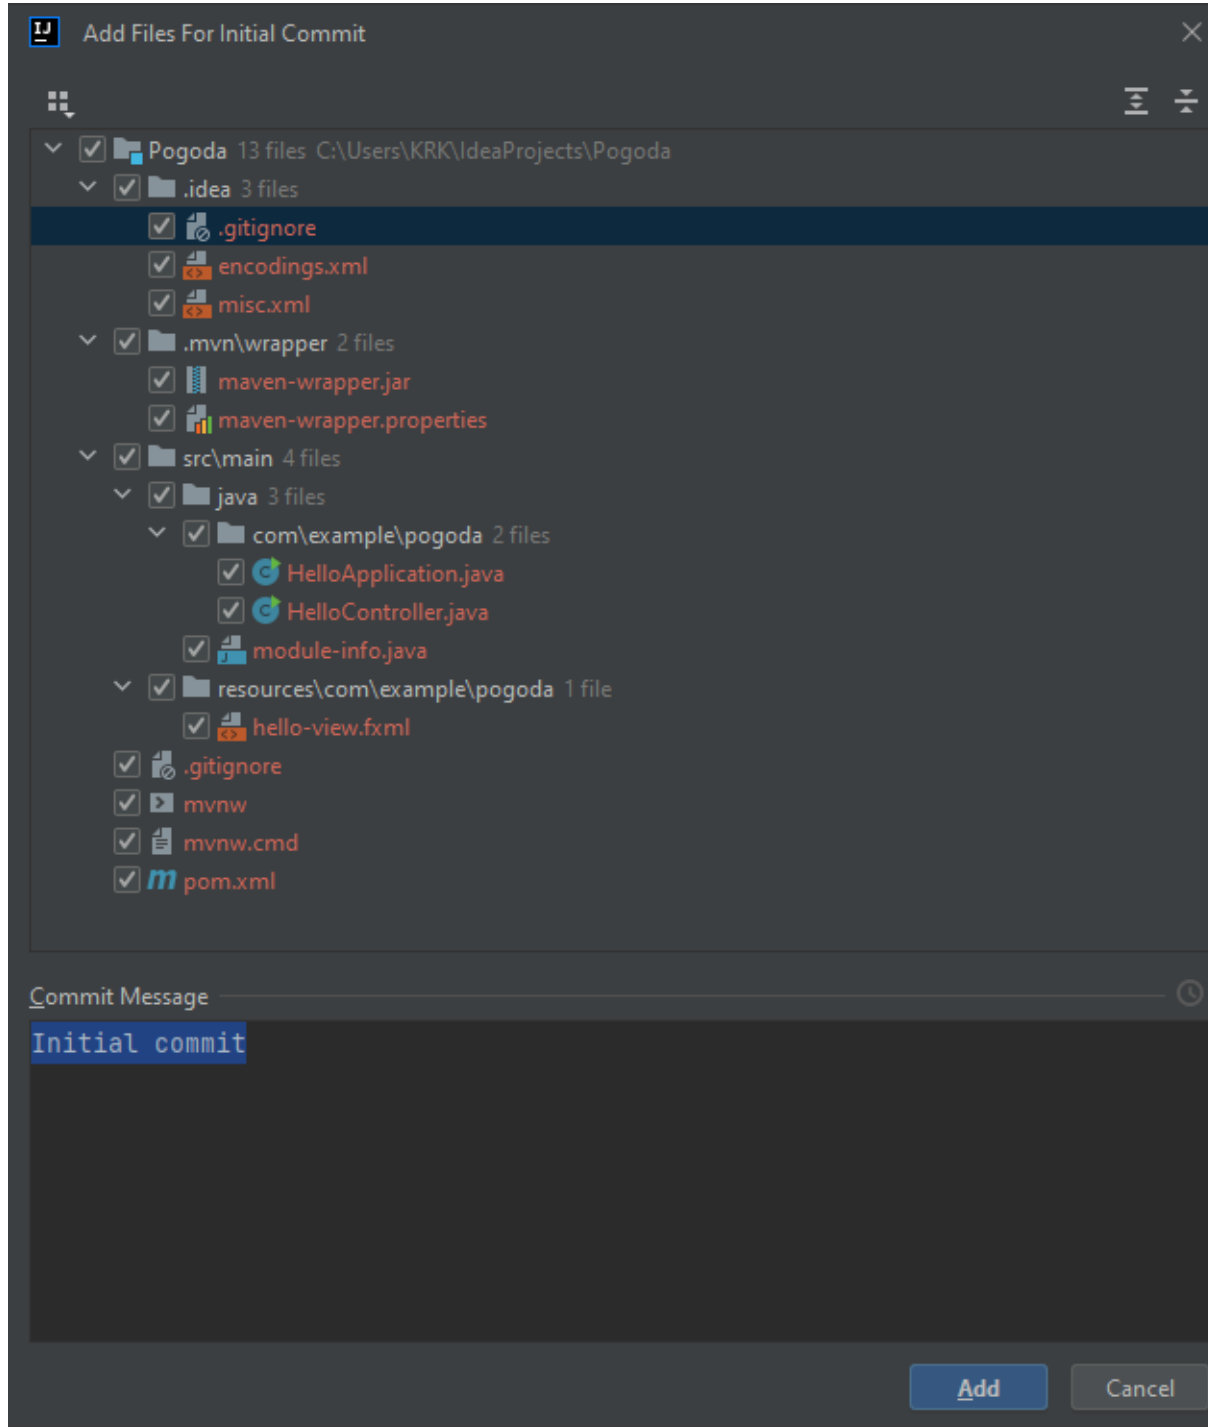 IJ Add Files For Initial Commit
Pogoda 13 files C:\Users\KRK\IdeaProjects\Pogoda
.idea 3 files
.gitignore
encodings.xml
misc.xml
.mvn\wrapper 2 files
maven-wrapper.jar
maven-wrapper.properties
src\main 4 files
java 3 files
com\example\pogoda 2 files
HelloApplication.java
HelloController.java
module-info.java
resources\com\example\pogoda 1 file
hello-view.fxml
.gitignore
mvnw
mvnw.cmd
m pom.xml
Commit Message
Initial commit
Add Cancel